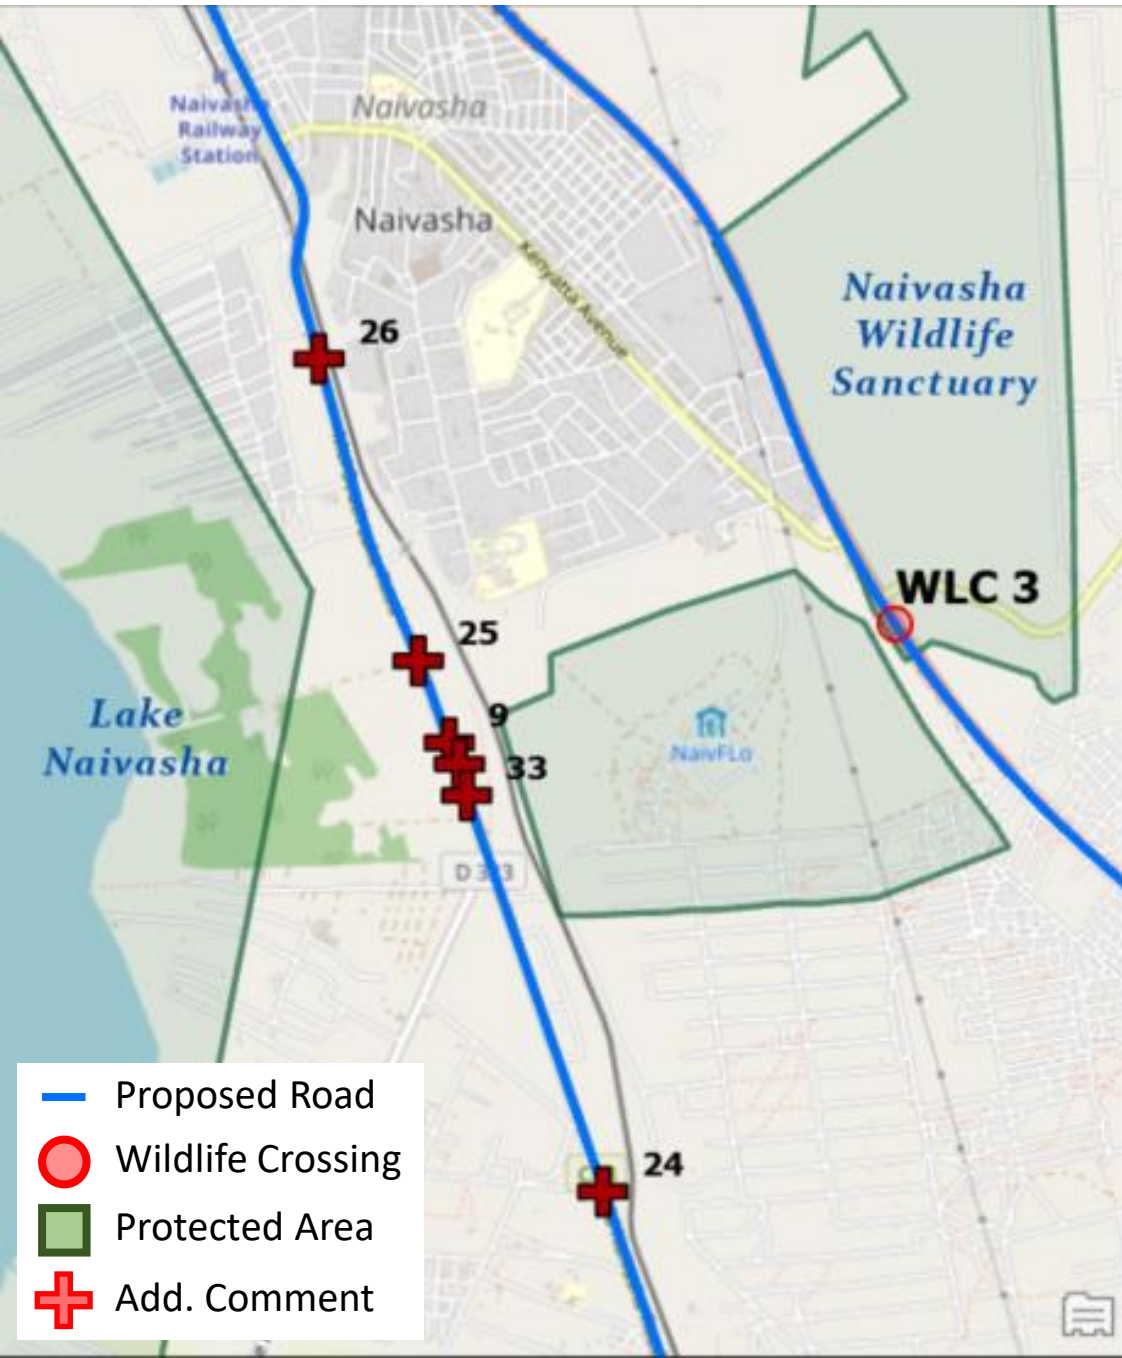 Naivasha
Railway
Station
Naivasha
Naivasha
Kenyatta Avenue
Naivasha
Wildlife
Sanctuary
26
WLC 3
25
Lake
Naivasha
9
33
NaivFLo
24
Proposed Road
Wildlife Crossing
Protected Area
Add. Comment